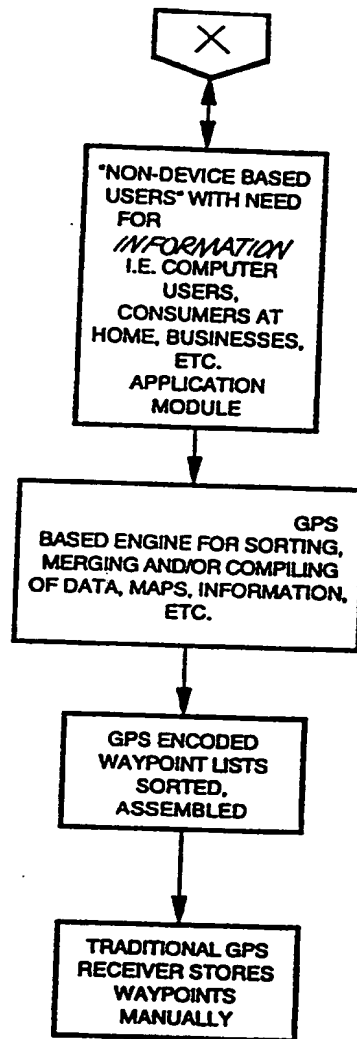 X
"NON-DEVICE BASED
USERS" WITH NEED
FOR
INFORMATION
I.E. COMPUTER
USERS,
CONSUMERS AT
HOME, BUSINESSES,
ETC.
APPLICATION
MODULE
GPS
BASED ENGINE FOR SORTING,
MERGING AND/OR COMPILING
OF DATA, MAPS, INFORMATION,
ETC.
GPS ENCODED
WAYPOINT LISTS
SORTED,
ASSEMBLED
TRADITIONAL GPS
RECEIVER STORES
WAYPOINTS
MANUALLY